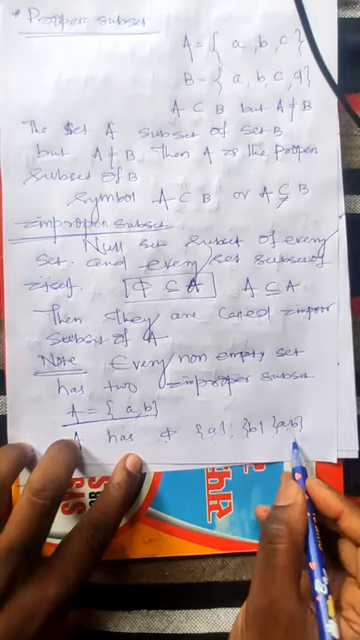 * Proper subset
A = { a, b, c }
B = { a, b, c, d }
A ⊂ B but A ≠ B
The set A subset of set B
but A ≠ B. Then A is the proper
subset of B
symbol A ⊂ B or A ⊊ B
improper subset
Null set subset of every
set and every set subset of
itself. ϕ ⊆ A A ⊆ A
Then they are called improper
subset of A
Note Every non empty set
has two improper subset
A = { a, b }
A has ϕ {a}, {b} {a,b}